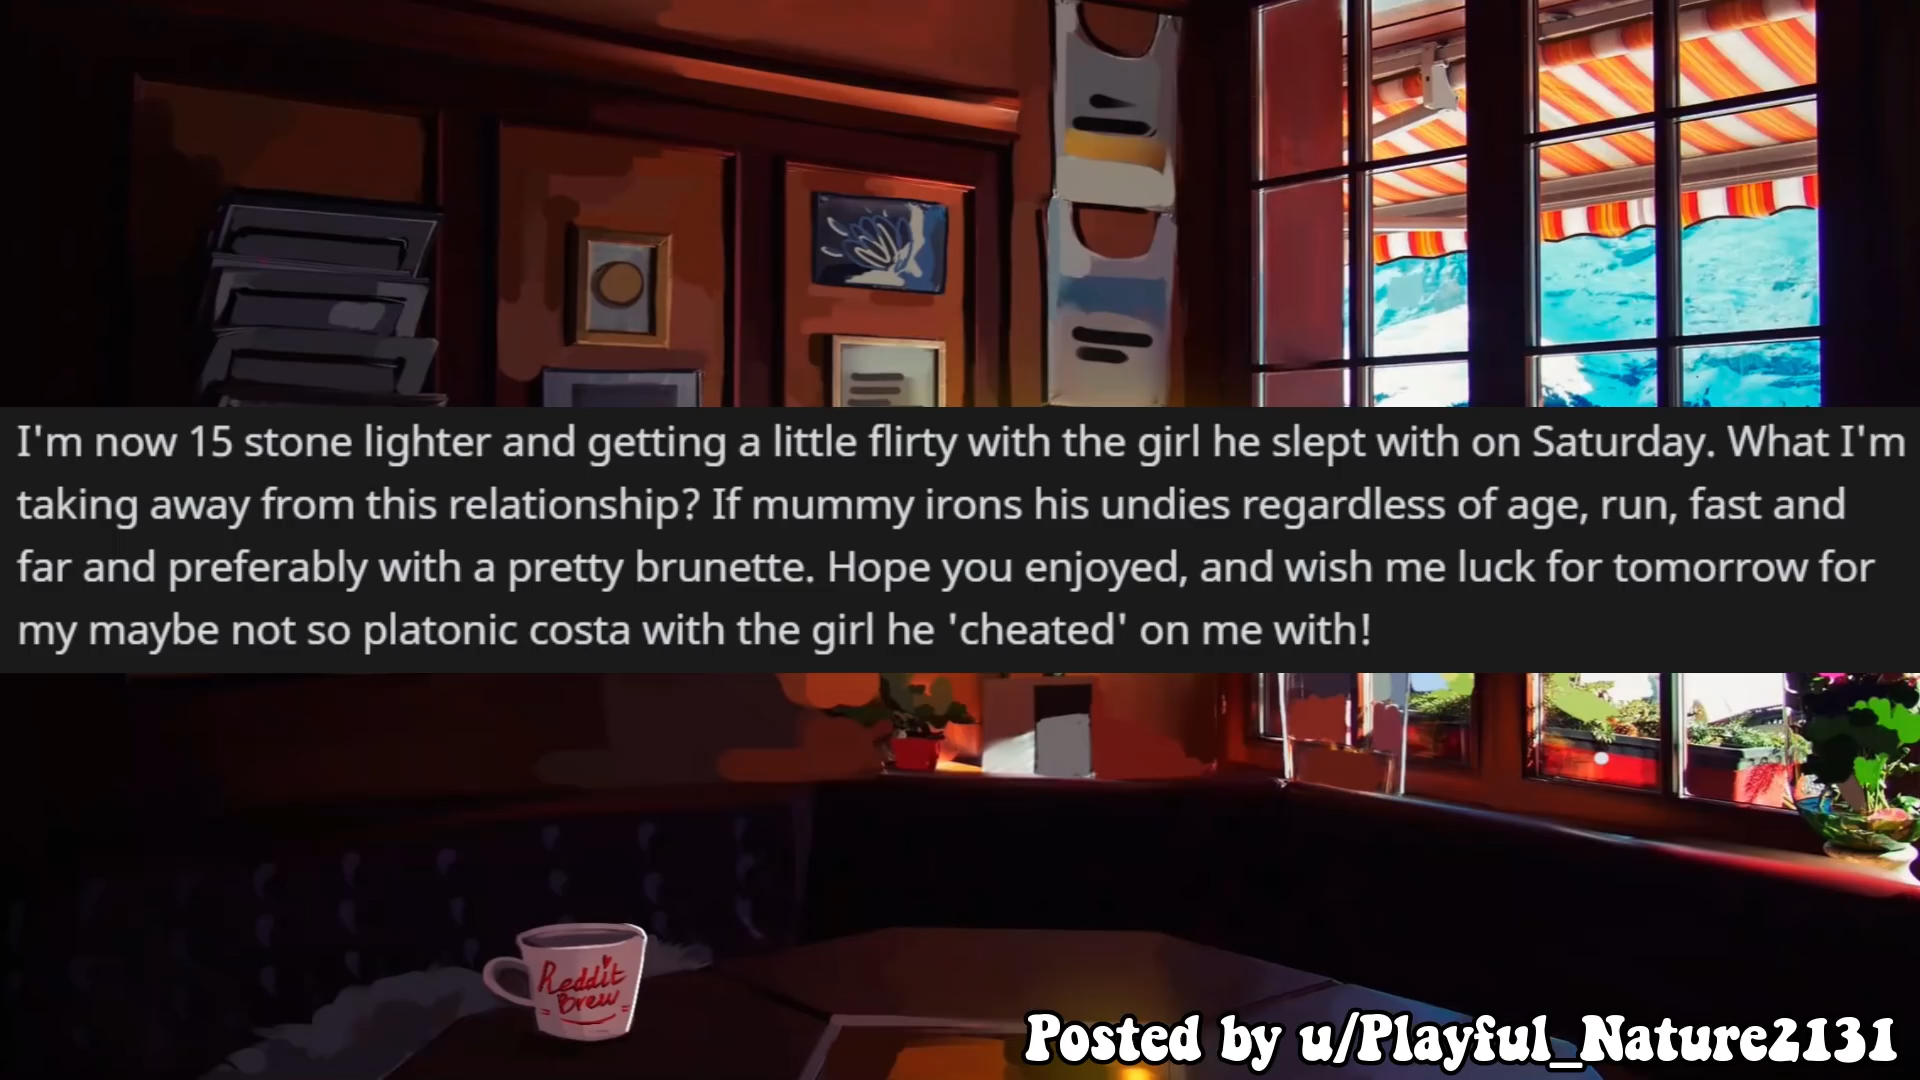 I'm now 15 stone lighter and getting a little flirty with the girl he slept with on Saturday. What I'm
taking away from this relationship? If mummy irons his undies regardless of age, run, fast and
far and preferably with a pretty brunette. Hope you enjoyed, and wish me luck for tomorrow for
my maybe not so platonic costa with the girl he 'cheated' on me with!
Reddit
Brew
Posted by u/Playful_Nature2131